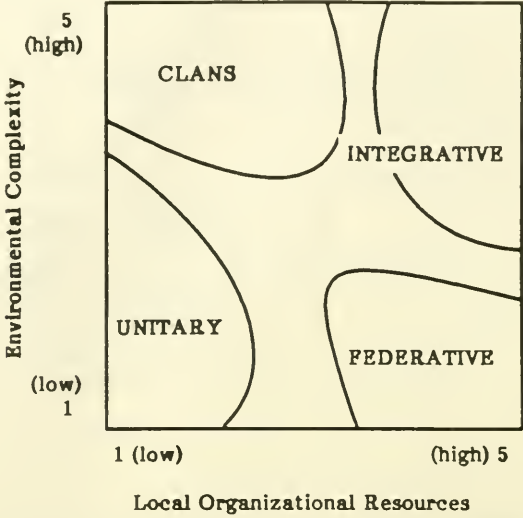 5
(high)
CLANS
INTEGRATIVE
Environmental Complexity
UNITARY
FEDERATIVE
(low)
1
1 (low)
(high) 5
Local Organizational Resources